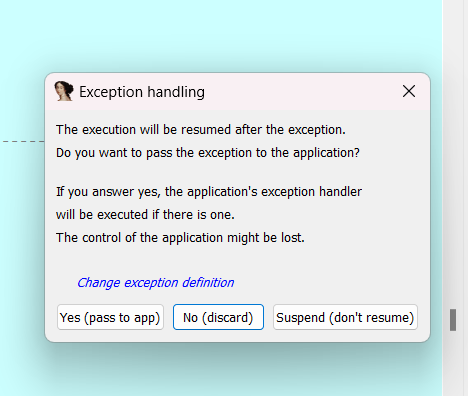 Exception handling
The execution will be resumed after the exception.
Do you want to pass the exception to the application?
If you answer yes, the application's exception handler
will be executed if there is one.
The control of the application might be lost.
Change exception definition
Yes (pass to app) No (discard) Suspend (don't resume)